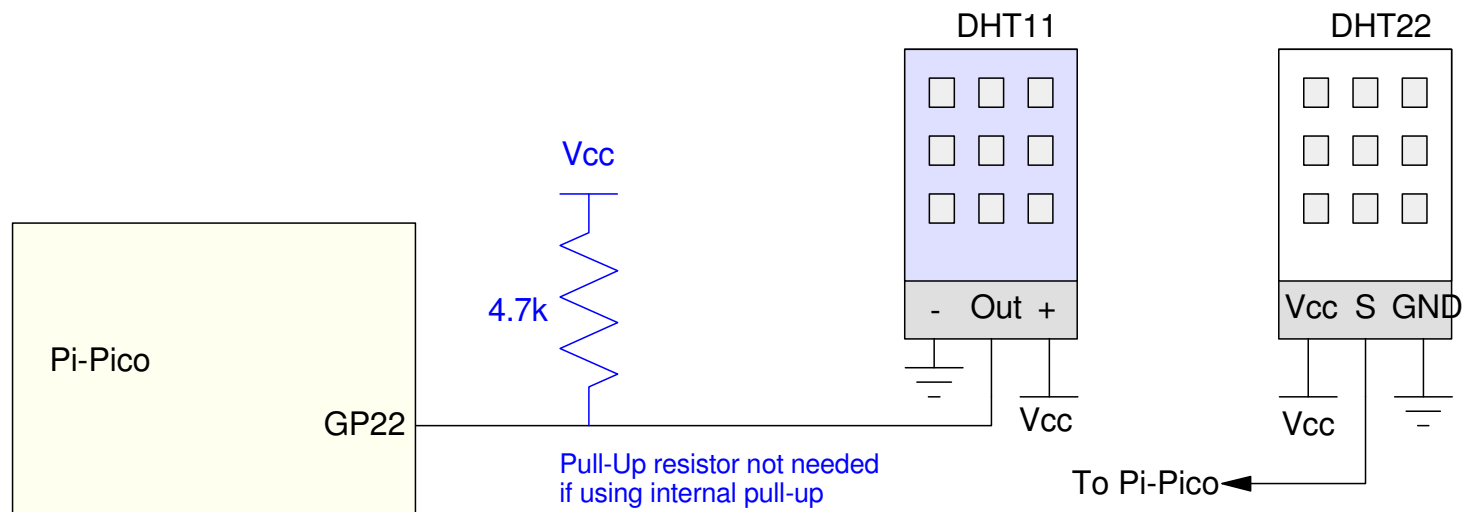 DHT11
DHT22
Vcc
4.7k
- Out +
Vcc S GND
Pi-Pico
GP22
Vcc
Vcc
Pull-Up resistor not needed
if using internal pull-up
To Pi-Pico